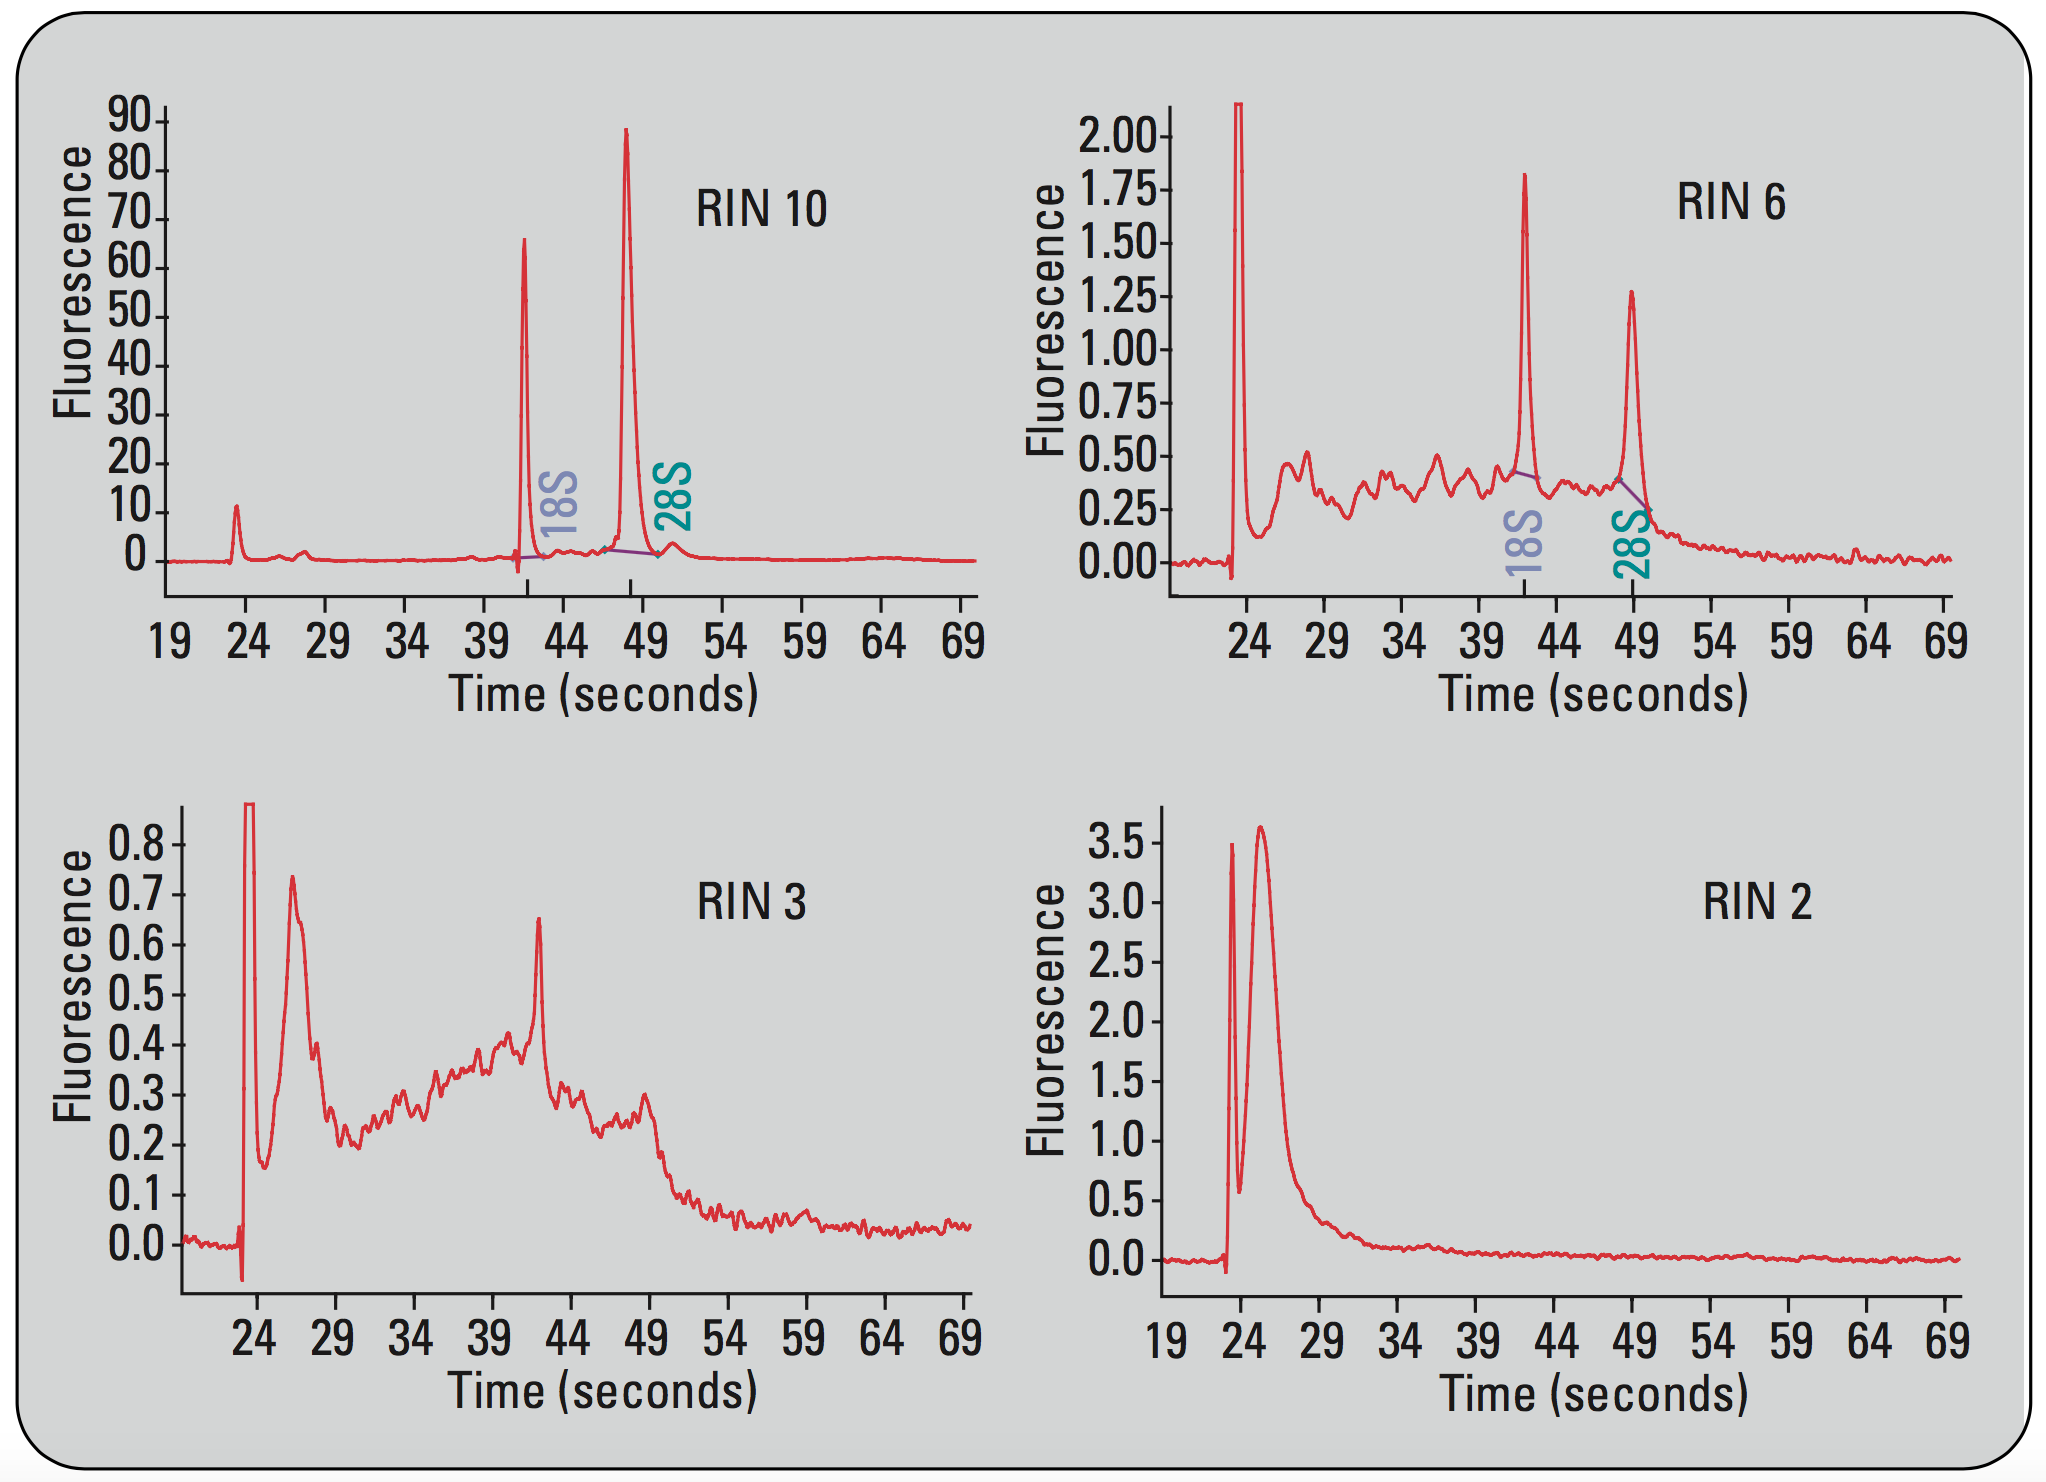 Fluorescence
90
80
70
60
50
40
30
20
10
0
RIN 10
18S
28S
19 24 29 34 39 44 49 54 59 64 69
Time (seconds)
Fluorescence
2.00
1.75
1.50
1.25
1.00
0.75
0.50
0.25
0.00
RIN 6
18S
28S
24 29 34 39 44 49 54 59 64 69
Time (seconds)
Fluorescence
0.8
0.7
0.6
0.5
0.4
0.3
0.2
0.1
0.0
RIN 3
24 29 34 39 44 49 54 59 64 69
Time (seconds)
Fluorescence
3.5
3.0
2.5
2.0
1.5
1.0
0.5
0.0
RIN 2
19 24 29 34 39 44 49 54 59 64 69
Time (seconds)